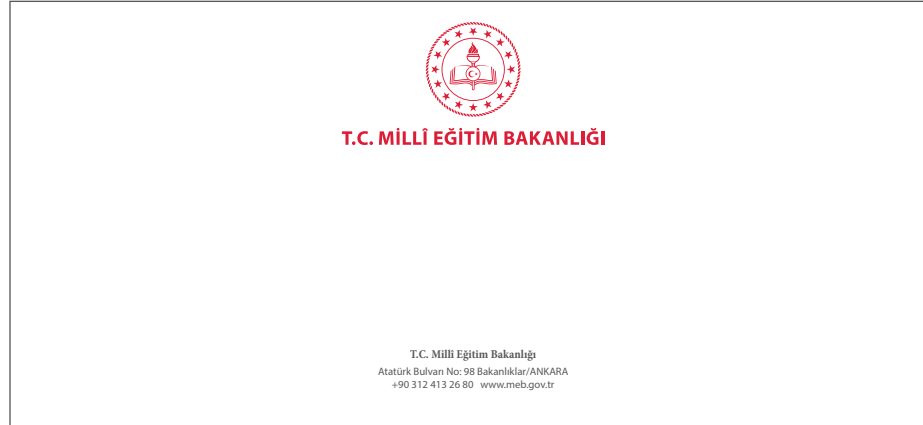 T.C. MİLLÎ EĞİTİM BAKANLIĞI
T.C. Millî Eğitim Bakanlığı
Atatürk Bulvarı No: 98 Bakanlıklar/ANKARA
+90 312 413 26 80 www.meb.gov.tr